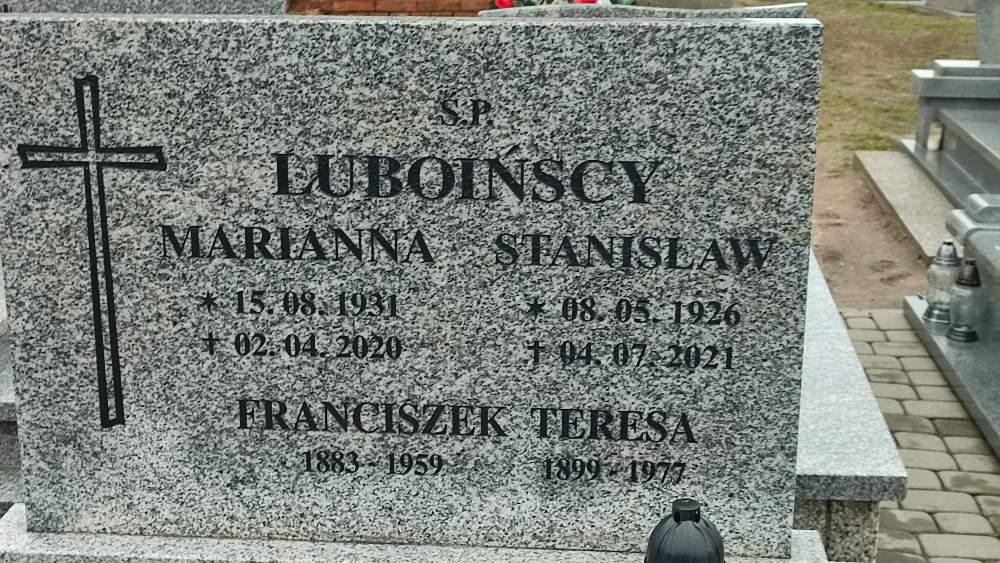 Ś.P.
LUBOIŃSCY
MARIANNA STANISŁAW
* 15.08.1931 * 08.05.1926
† 02.04.2020 † 04.07.2021
FRANCISZEK TERESA
1883-1959 1899-1977